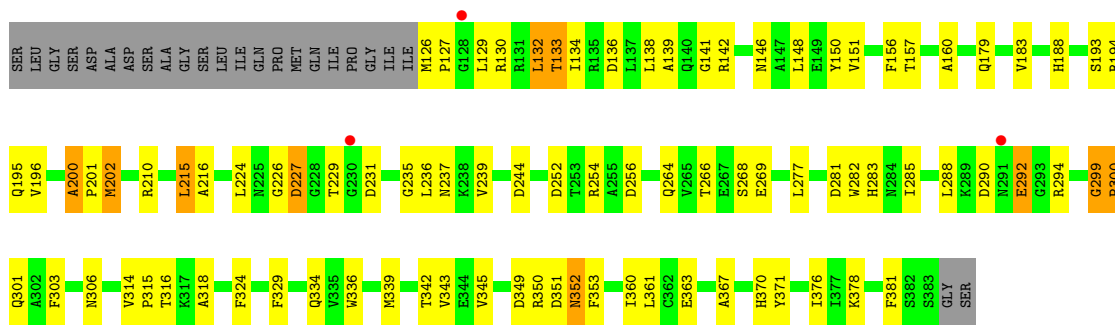 SER LEU GLY SER ASP ASP ALA ASP SER ALA GLY SER LEU ILE GLN PRO MET GLN ILE PRO GLY ILE ILE M126 P127 G128 L129 R130 R131 L132 T133 I134 R135 D136 L137 L138 A139 Q140 G141 R142 N146 A147 L148 E149 Y150 V151 F156 T157 A160 Q179 V183 H188 S193
Q195 V196 A200 P201 M202 R210 L215 A216 L224 N225 G226 D227 G228 T229 G230 D231 G235 L236 N237 K238 V239 D244 D252 T253 R254 A255 D256 Q264 V265 T266 E267 S268 E269 L277 D281 W282 H283 N284 I285 L288 K289 D290 N291 E292 G293 R294 G299
Q301 A302 F303 N306 V314 P315 T316 K317 A318 F324 F329 Q334 V335 W336 M339 T342 V343 E344 V345 D349 R350 D351 N352 F353 I360 L361 C362 E363 A367 H370 Y371 I376 I377 K378 F381 S382 S383 GLY SER